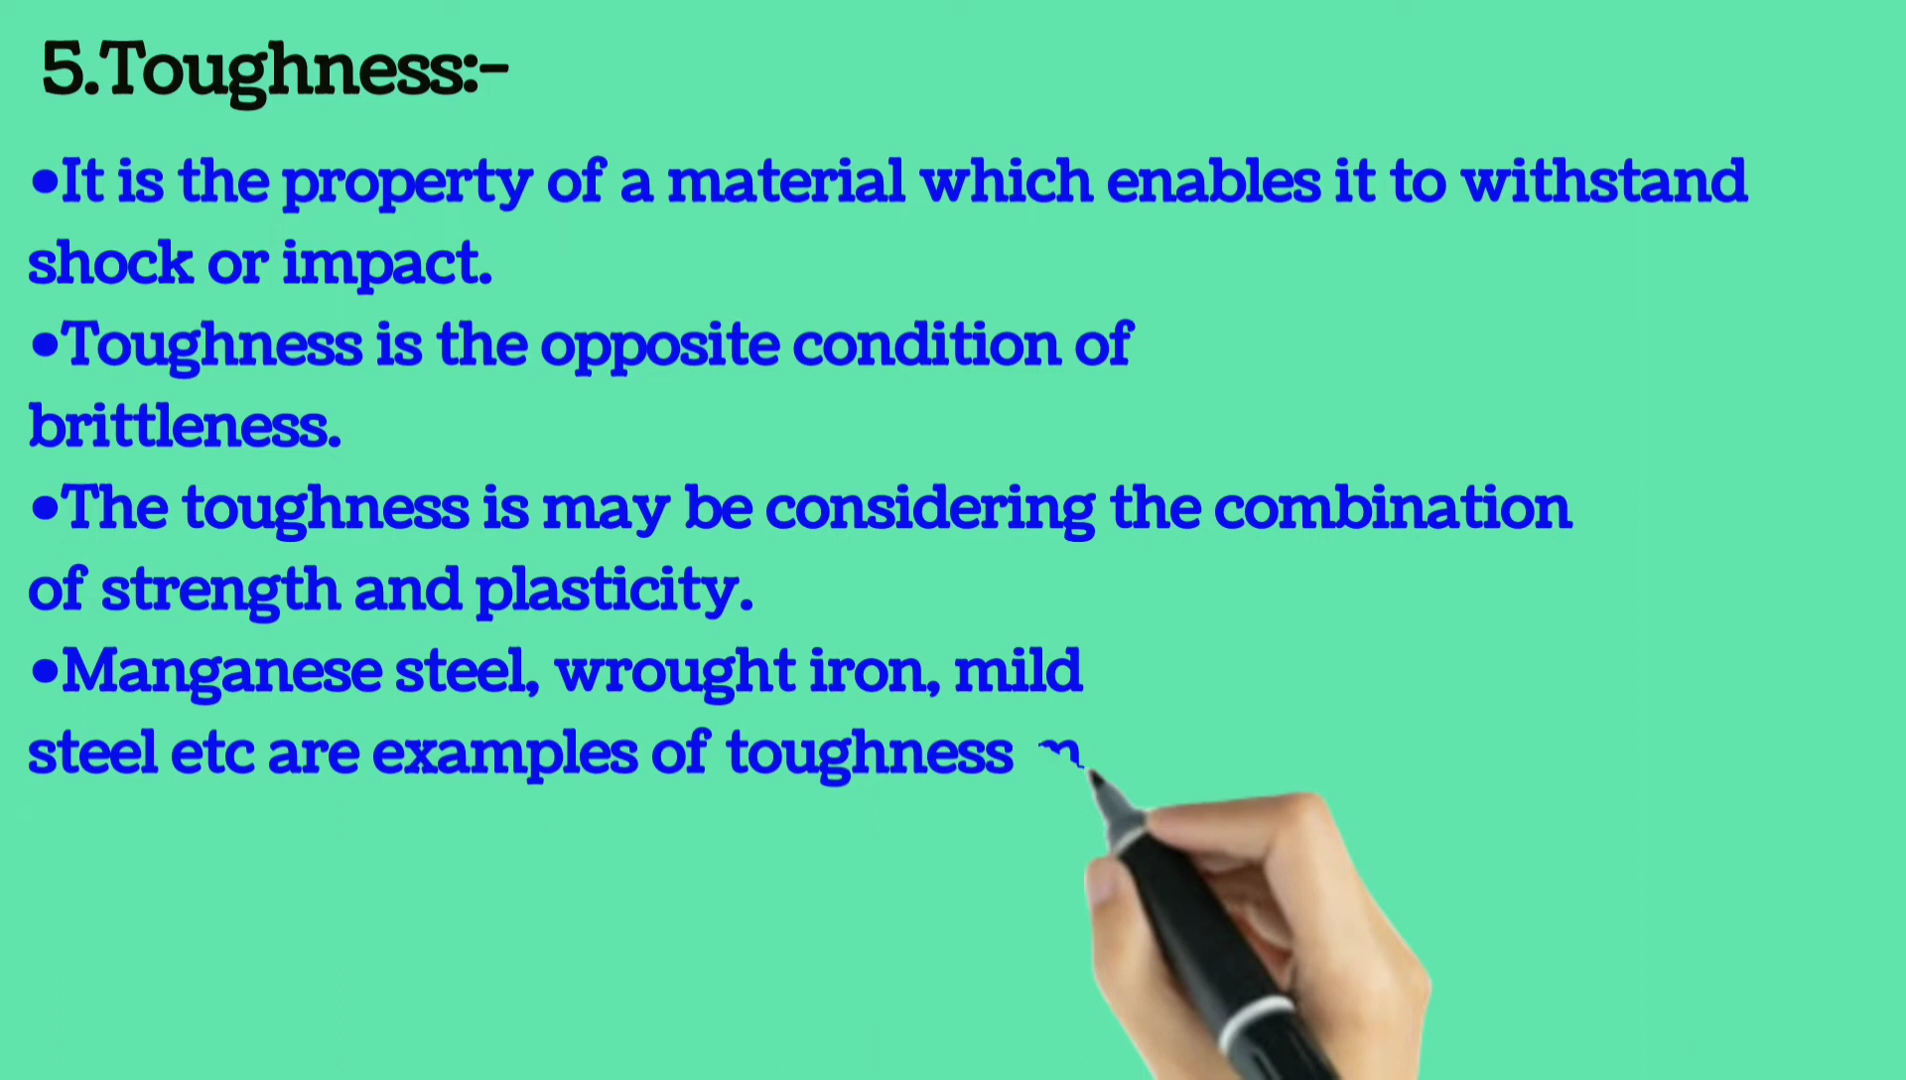 5.Toughness:-
•It is the property of a material which enables it to withstand
shock or impact.
•Toughness is the opposite condition of
brittleness.
•The toughness is may be considering the combination
of strength and plasticity.
•Manganese steel, wrought iron, mild
steel etc are examples of toughness